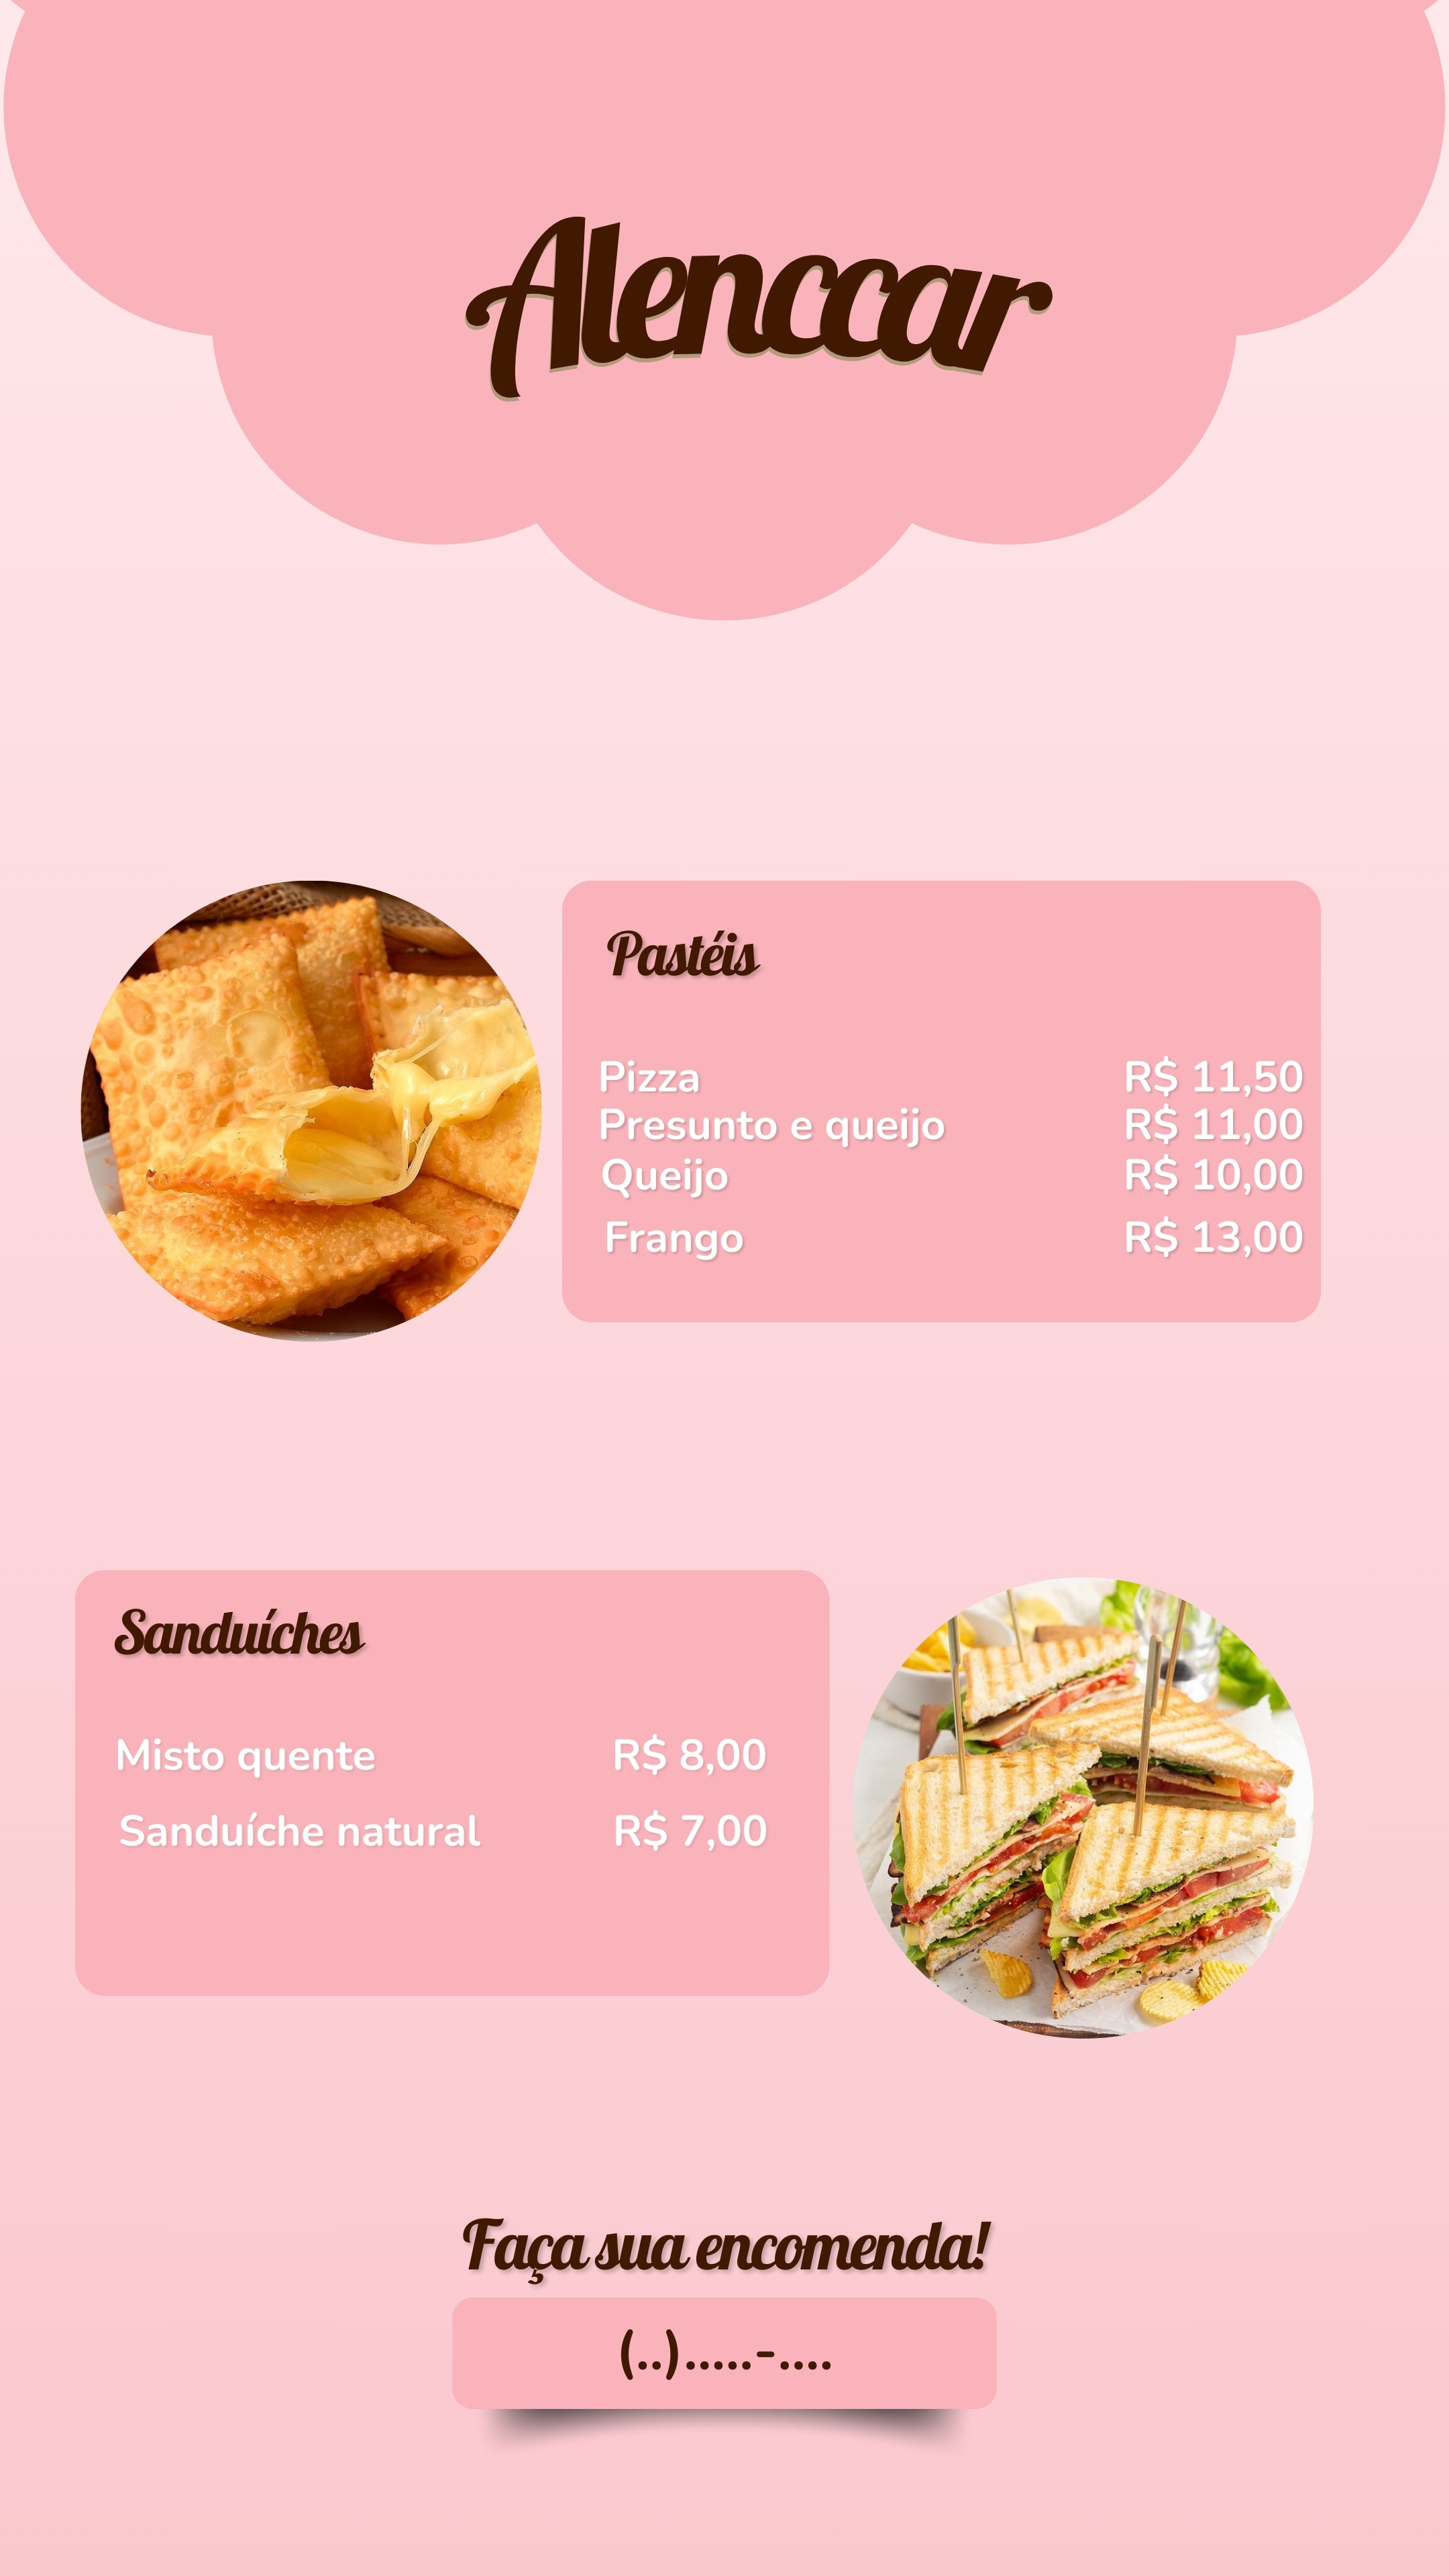 Alenccar
Pastéis
Pizza R$ 11,50
Presunto e queijo R$ 11,00
Queijo R$ 10,00
Frango R$ 13,00
Sanduíches
Misto quente R$ 8,00
Sanduíche natural R$ 7,00
Faça sua encomenda!
(..).....-....